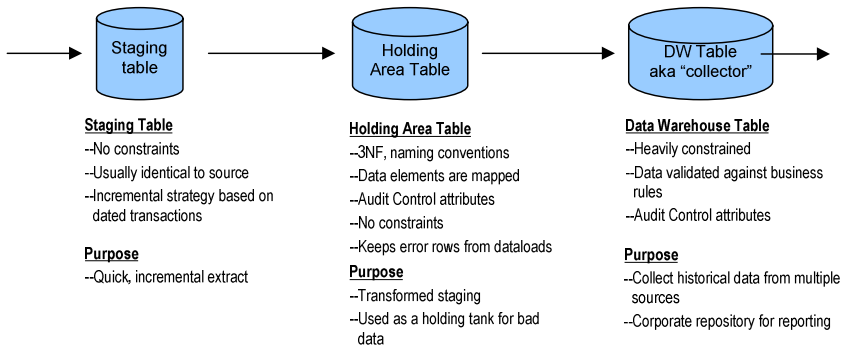 Staging
table
Holding
Area Table
DW Table
aka “collector”
Staging Table
--No constraints
--Usually identical to source
--Incremental strategy based on
dated transactions
Purpose
--Quick, incremental extract
Holding Area Table
--3NF, naming conventions
--Data elements are mapped
--Audit Control attributes
--No constraints
--Keeps error rows from dataloads
Purpose
--Transformed staging
--Used as a holding tank for bad
data
Data Warehouse Table
--Heavily constrained
--Data validated against business
rules
--Audit Control attributes
Purpose
--Collect historical data from multiple
sources
--Corporate repository for reporting